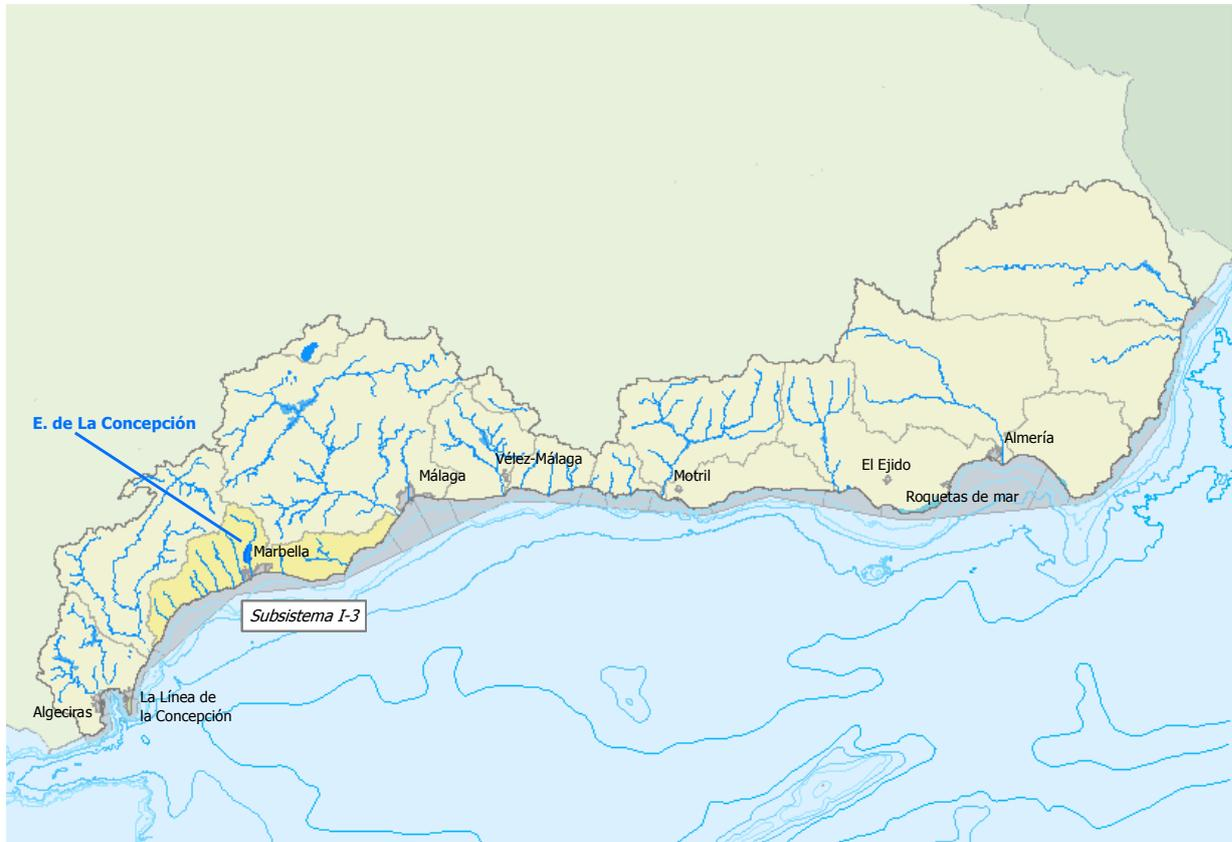 Almería
E. de La Concepción
Vélez-Málaga
El Ejido
Málaga
Motril
Roquetas de mar
Marbella
Subsistema I-3
La Línea de
la Concepción
Algeciras